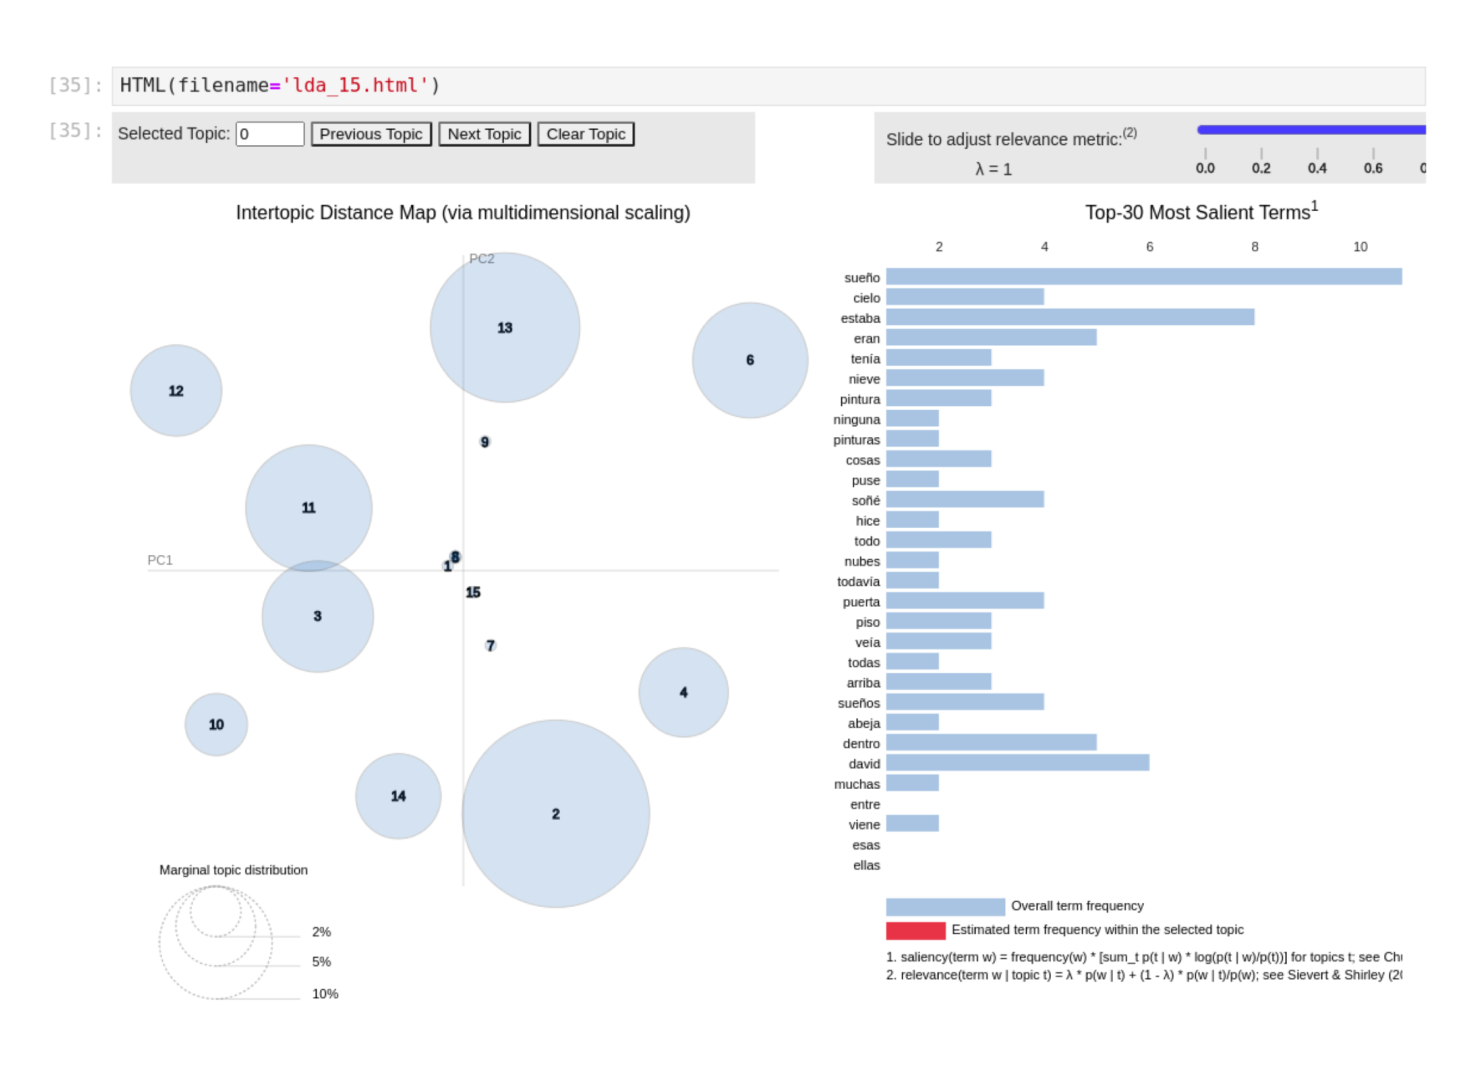 [35]: HTML(filename='lda_15.html')
[35]: Selected Topic: 0 Previous Topic Next Topic Clear Topic
Slide to adjust relevance metric:(2)
λ = 1
0.0 0.2 0.4 0.6 0
Intertopic Distance Map (via multidimensional scaling)
PC2
13
6
12
9
11
8
1
PC1
15
3
7
4
10
14
2
Marginal topic distribution
2%
5%
10%
Top-30 Most Salient Terms1
2 4 6 8 10
sueño
cielo
estaba
eran
tenía
nieve
pintura
ninguna
pinturas
cosas
puse
soñé
hice
todo
nubes
todavía
puerta
piso
veía
todas
arriba
sueños
abeja
dentro
david
muchas
entre
viene
esas
ellas
Overall term frequency
Estimated term frequency within the selected topic
1. saliency(term w) = frequency(w) * [sum_t p(t | w) * log(p(t | w)/p(t))] for topics t; see Ch
2. relevance(term w | topic t) = λ * p(w | t) + (1 - λ) * p(w | t)/p(w); see Sievert & Shirley (20